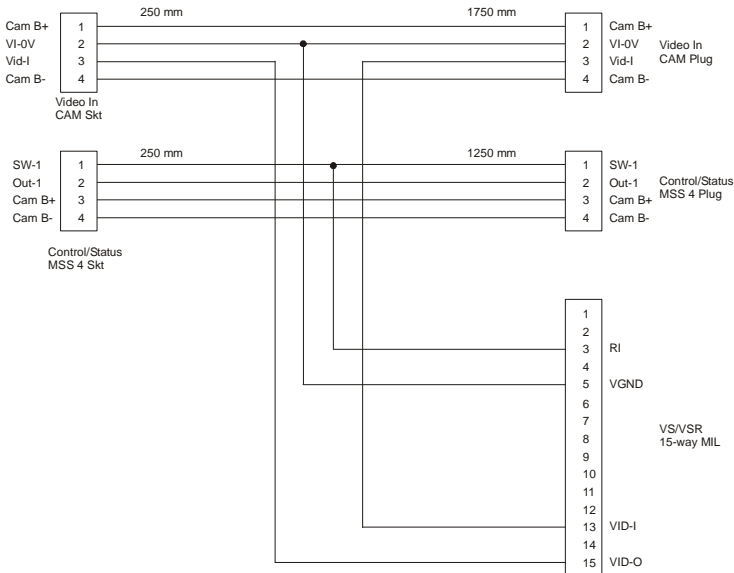 250 mm 1750 mm
Cam B+ 1 1 Cam B+
VI-0V 2 2 VI-0V Video In
Vid-I 3 3 Vid-I CAM Plug
Cam B- 4 4 Cam B-
Video In
CAM Skt
250 mm 1250 mm
SW-1 1 1 SW-1
Out-1 2 2 Out-1 Control/Status
Cam B+ 3 3 Cam B+ MSS 4 Plug
Cam B- 4 4 Cam B-
Control/Status
MSS 4 Skt
1
2
3 RI
4
5 VGND
6
7
8 VS/VSR
9 15-way MIL
10
11
12
13 VID-I
14
15 VID-O